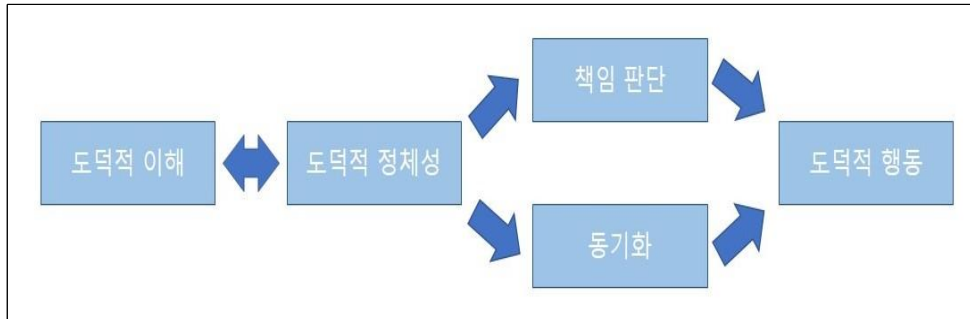 책임 판단
도덕적 이해
도덕적 정체성
도덕적 행동
동기화